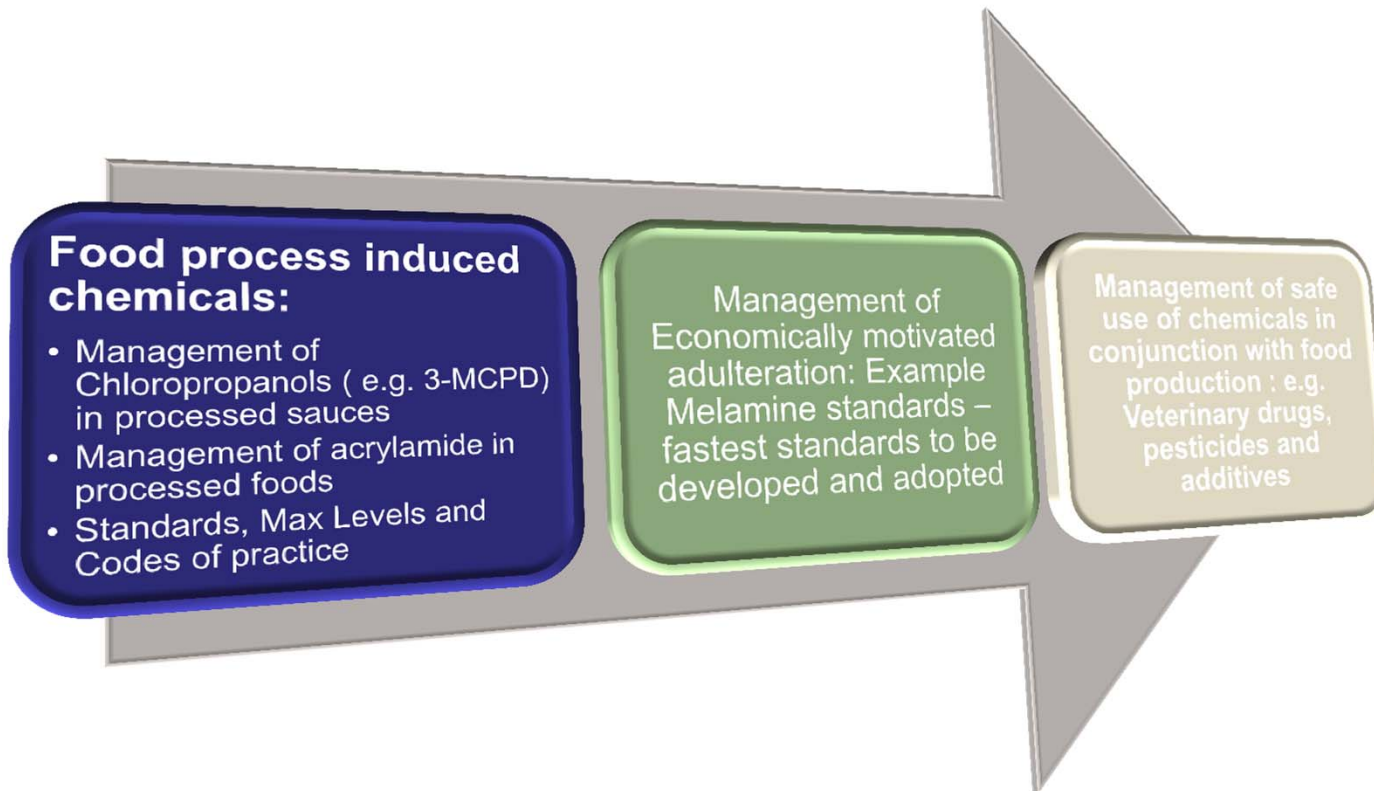 Food process induced
chemicals:
• Management of
Chloropropanols ( e.g. 3-MCPD)
in processed sauces
• Management of acrylamide in
processed foods
• Standards, Max Levels and
Codes of practice
Management of
Economically motivated
adulteration: Example
Melamine standards –
fastest standards to be
developed and adopted
Management of safe
use of chemicals in
conjunction with food
production : e.g.
Veterinary drugs,
pesticides and
additives